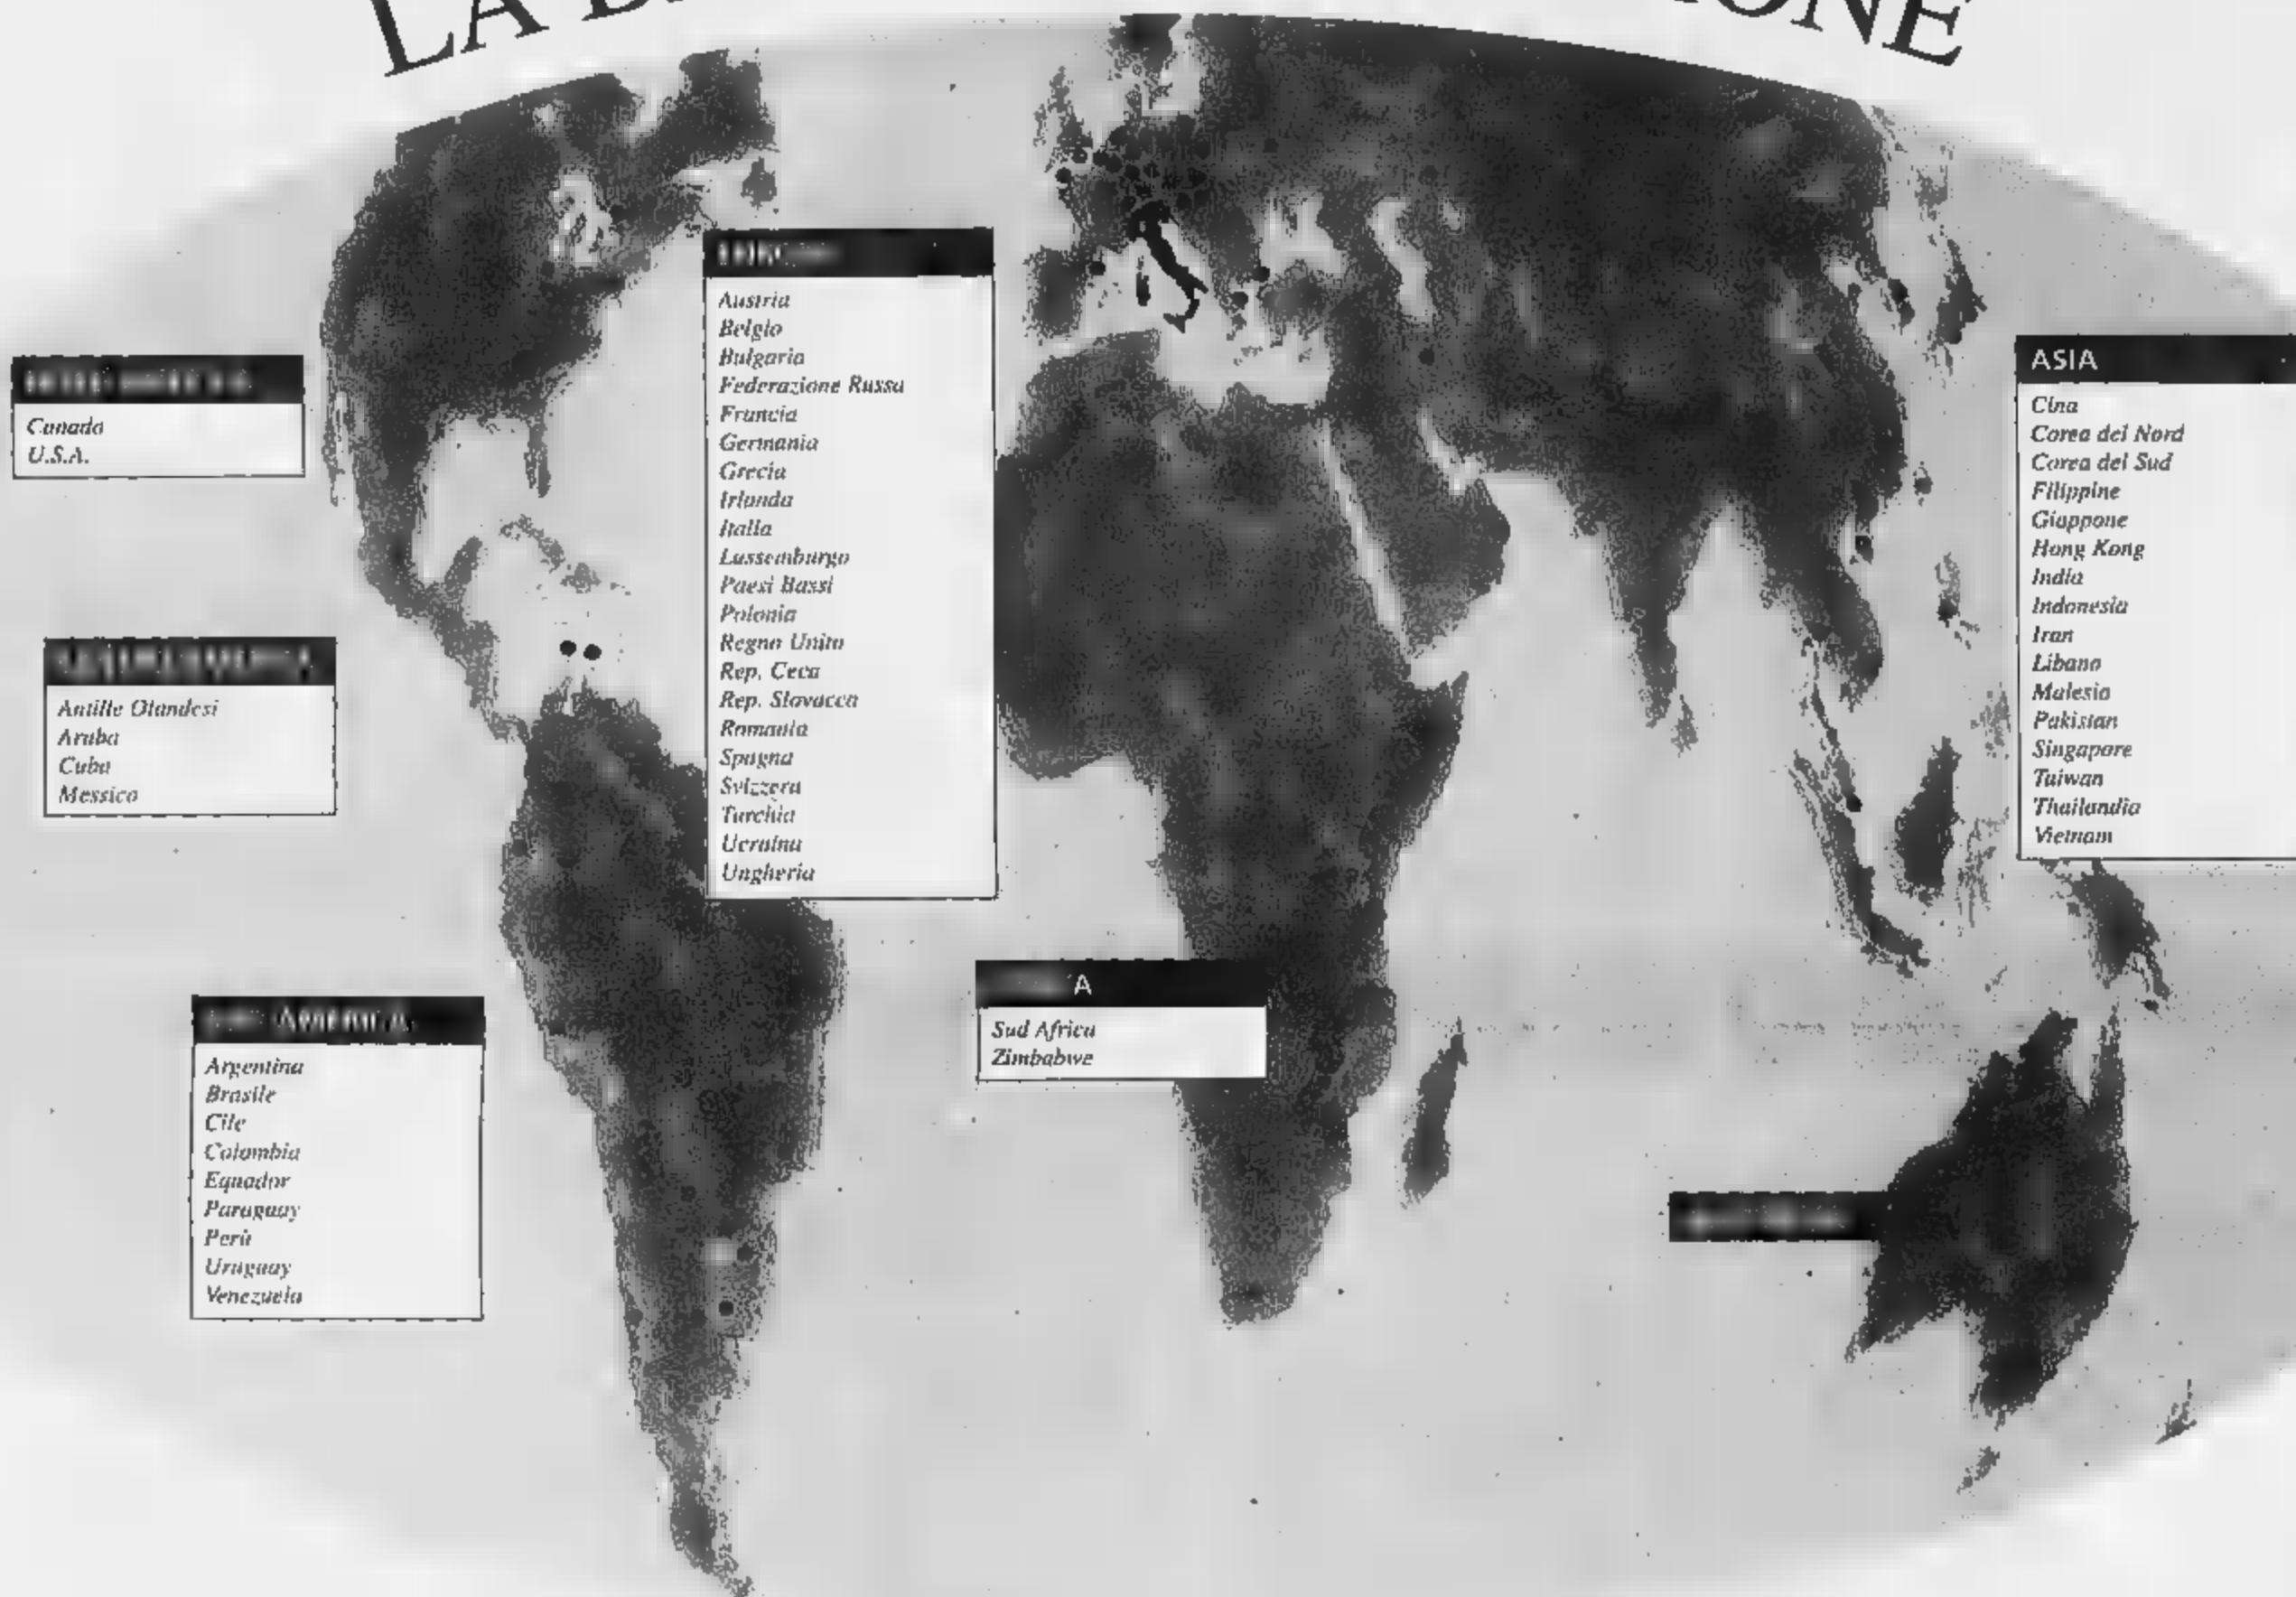 LA
Canada
U.S.A.
Antille Olandesi
Aruba
Cuba
Messico
AMERICA
Argentina
Brasile
Cile
Colombia
Equador
Paraguay
Perù
Uruguay
Venezuela
Austria
Belgio
Bulgaria
Federazione Russa
Francia
Germania
Grecia
Irlanda
Italia
Lussemburgo
Paesi Bassi
Polonia
Regno Unito
Rep. Ceca
Rep. Slovacca
Romania
Spagna
Svizzera
Turchia
Ucraina
Ungheria
Sud Africa
Zimbabwe
ASIA
Cina
Corea del Nord
Corea del Sud
Filippine
Giappone
Hong Kong
India
Indonesia
Iran
Libano
Malesia
Pakistan
Singapore
Taiwan
Thailandia
Vietnam